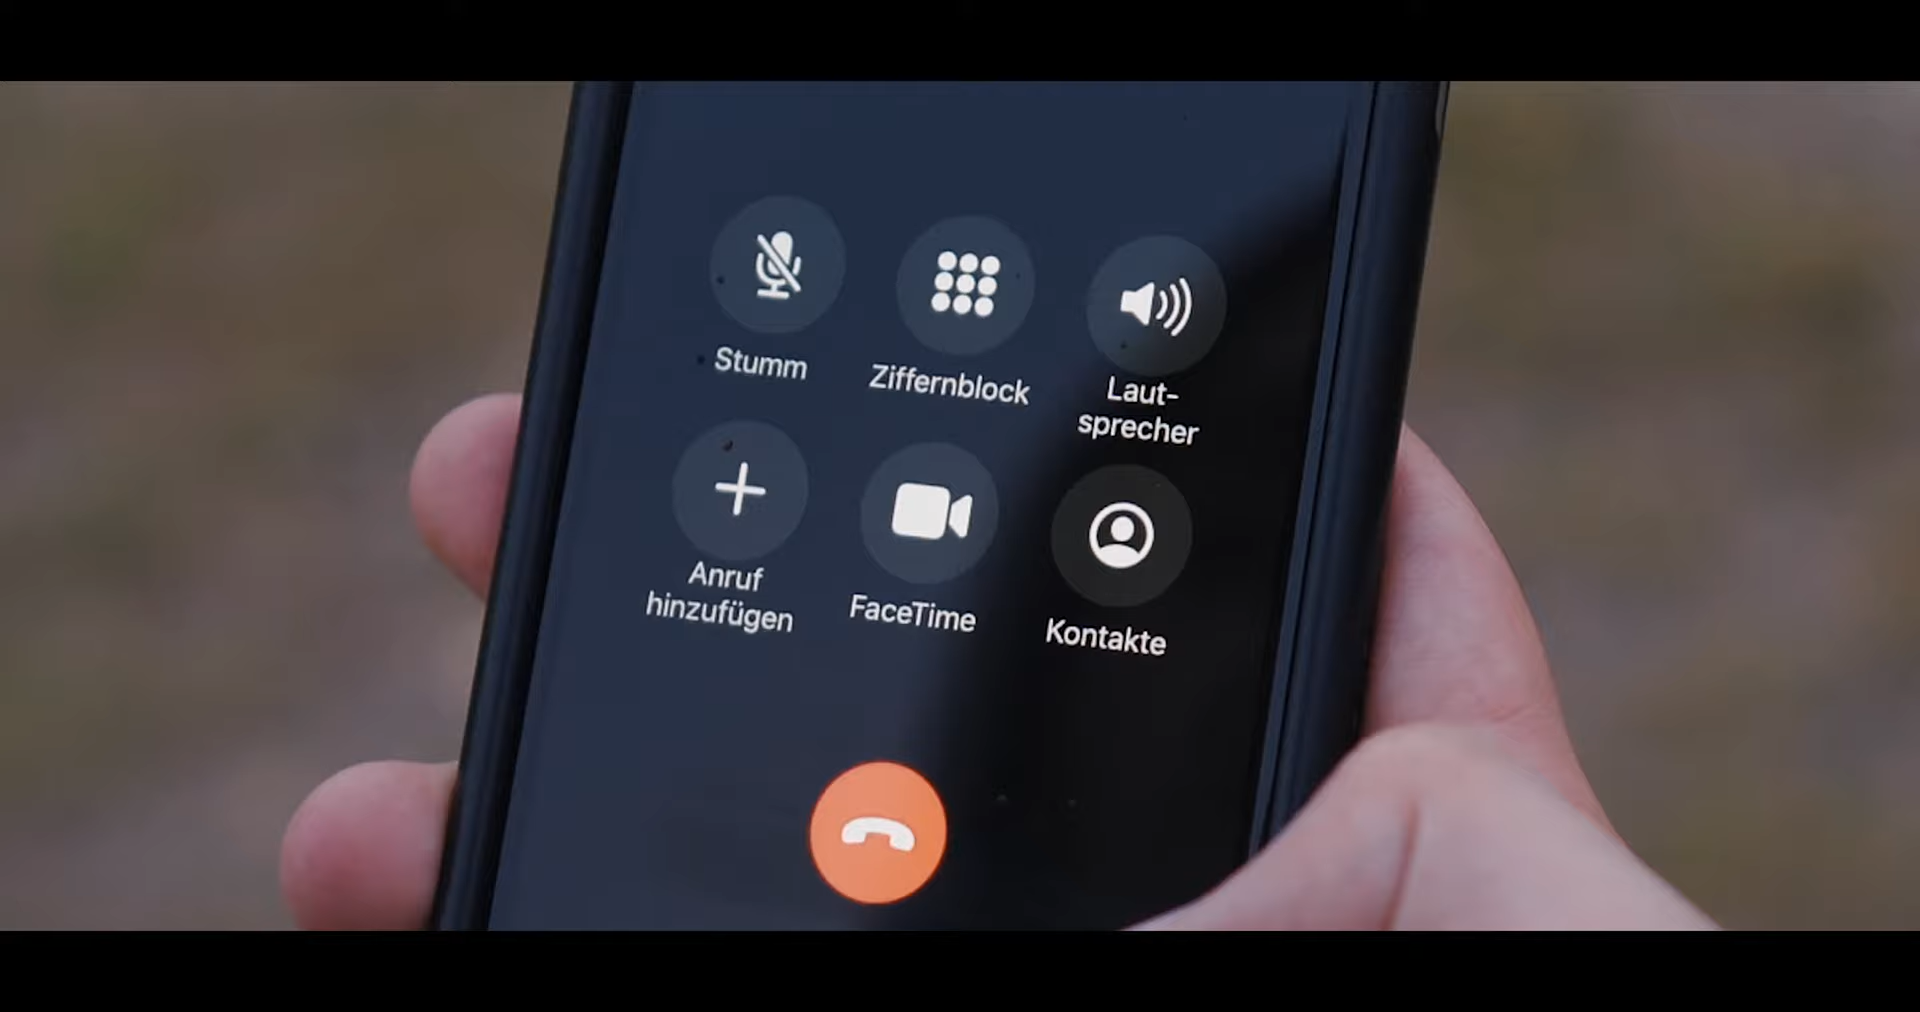 Stumm
Ziffernblock
Laut-
sprecher
Anruf
hinzufügen
FaceTime
Kontakte